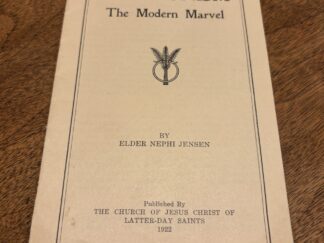 The Modern Marvel
BY
ELDER NEPHI JENSEN
Published By
THE CHURCH OF JESUS CHRIST OF
LATTER-DAY SAINTS
1922